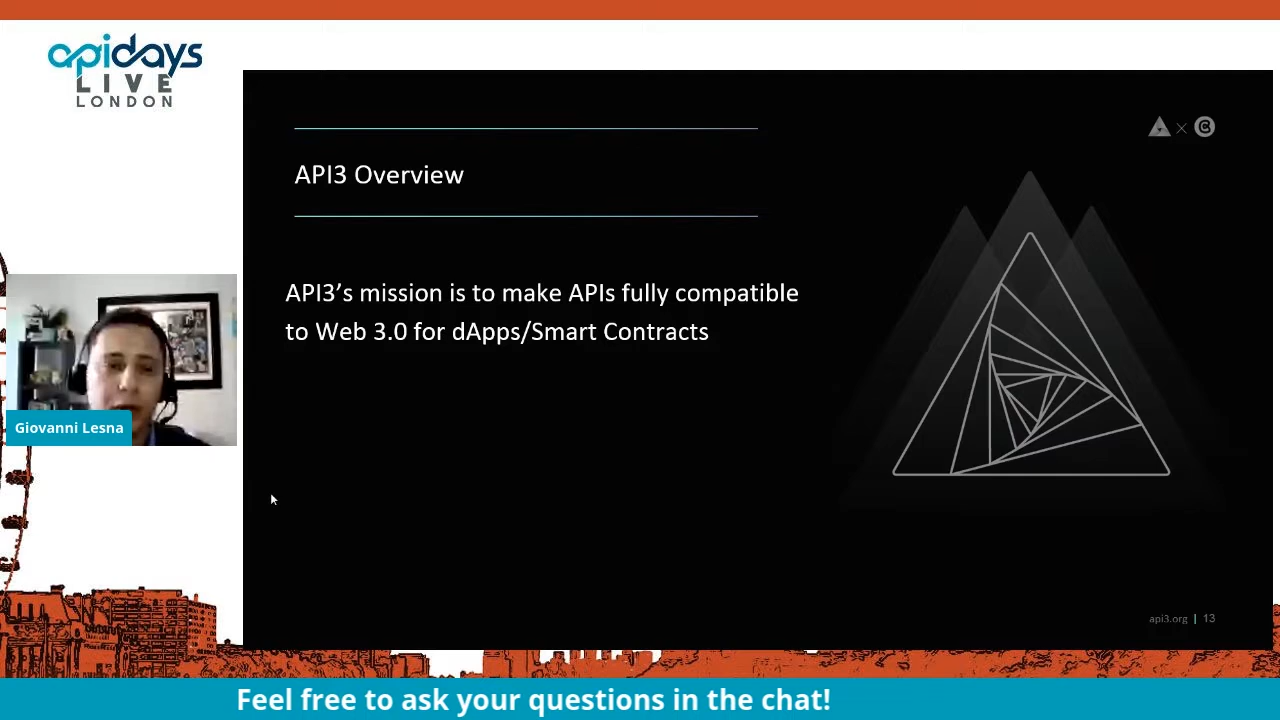 apidays
LIVE
LONDON
API3 Overview
API3’s mission is to make APIs fully compatible
to Web 3.0 for dApps/Smart Contracts
Giovanni Lesna
api3.org | 13
Feel free to ask your questions in the chat!